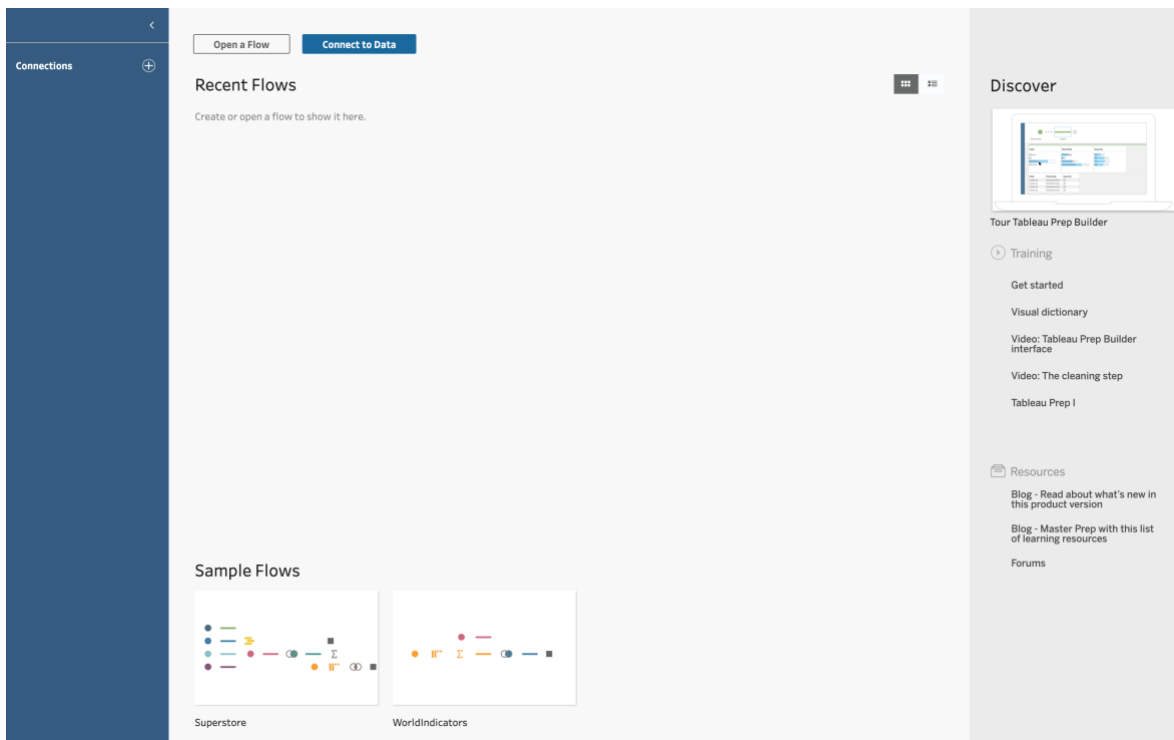 Connections
Open a Flow
Connect to Data
Recent Flows
Create or open a flow to show it here.
Sample Flows
Superstore
WorldIndicators
Discover
Tour Tableau Prep Builder
Training
Get started
Visual dictionary
Video: Tableau Prep Builder
interface
Video: The cleaning step
Tableau Prep I
Resources
Blog - Read about what's new in
this product version
Blog - Master Prep with this list
of learning resources
Forums